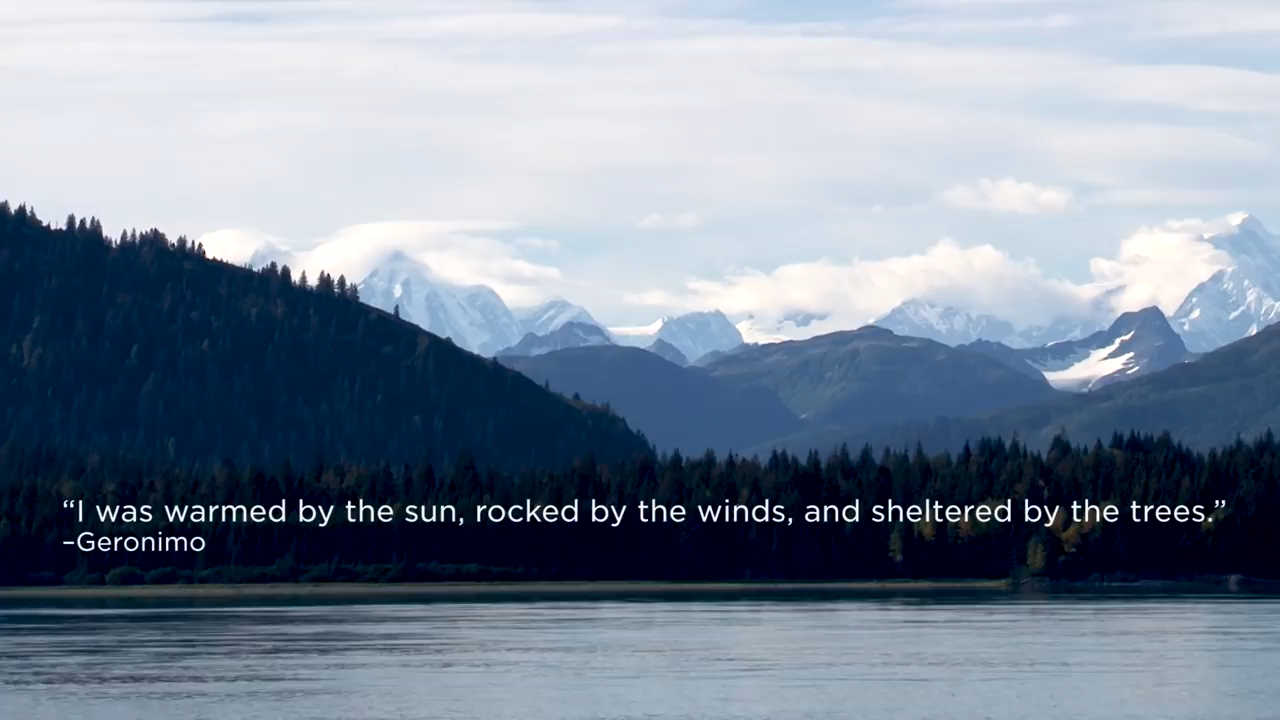 “I was warmed by the sun, rocked by the winds, and sheltered by the trees.”
–Geronimo